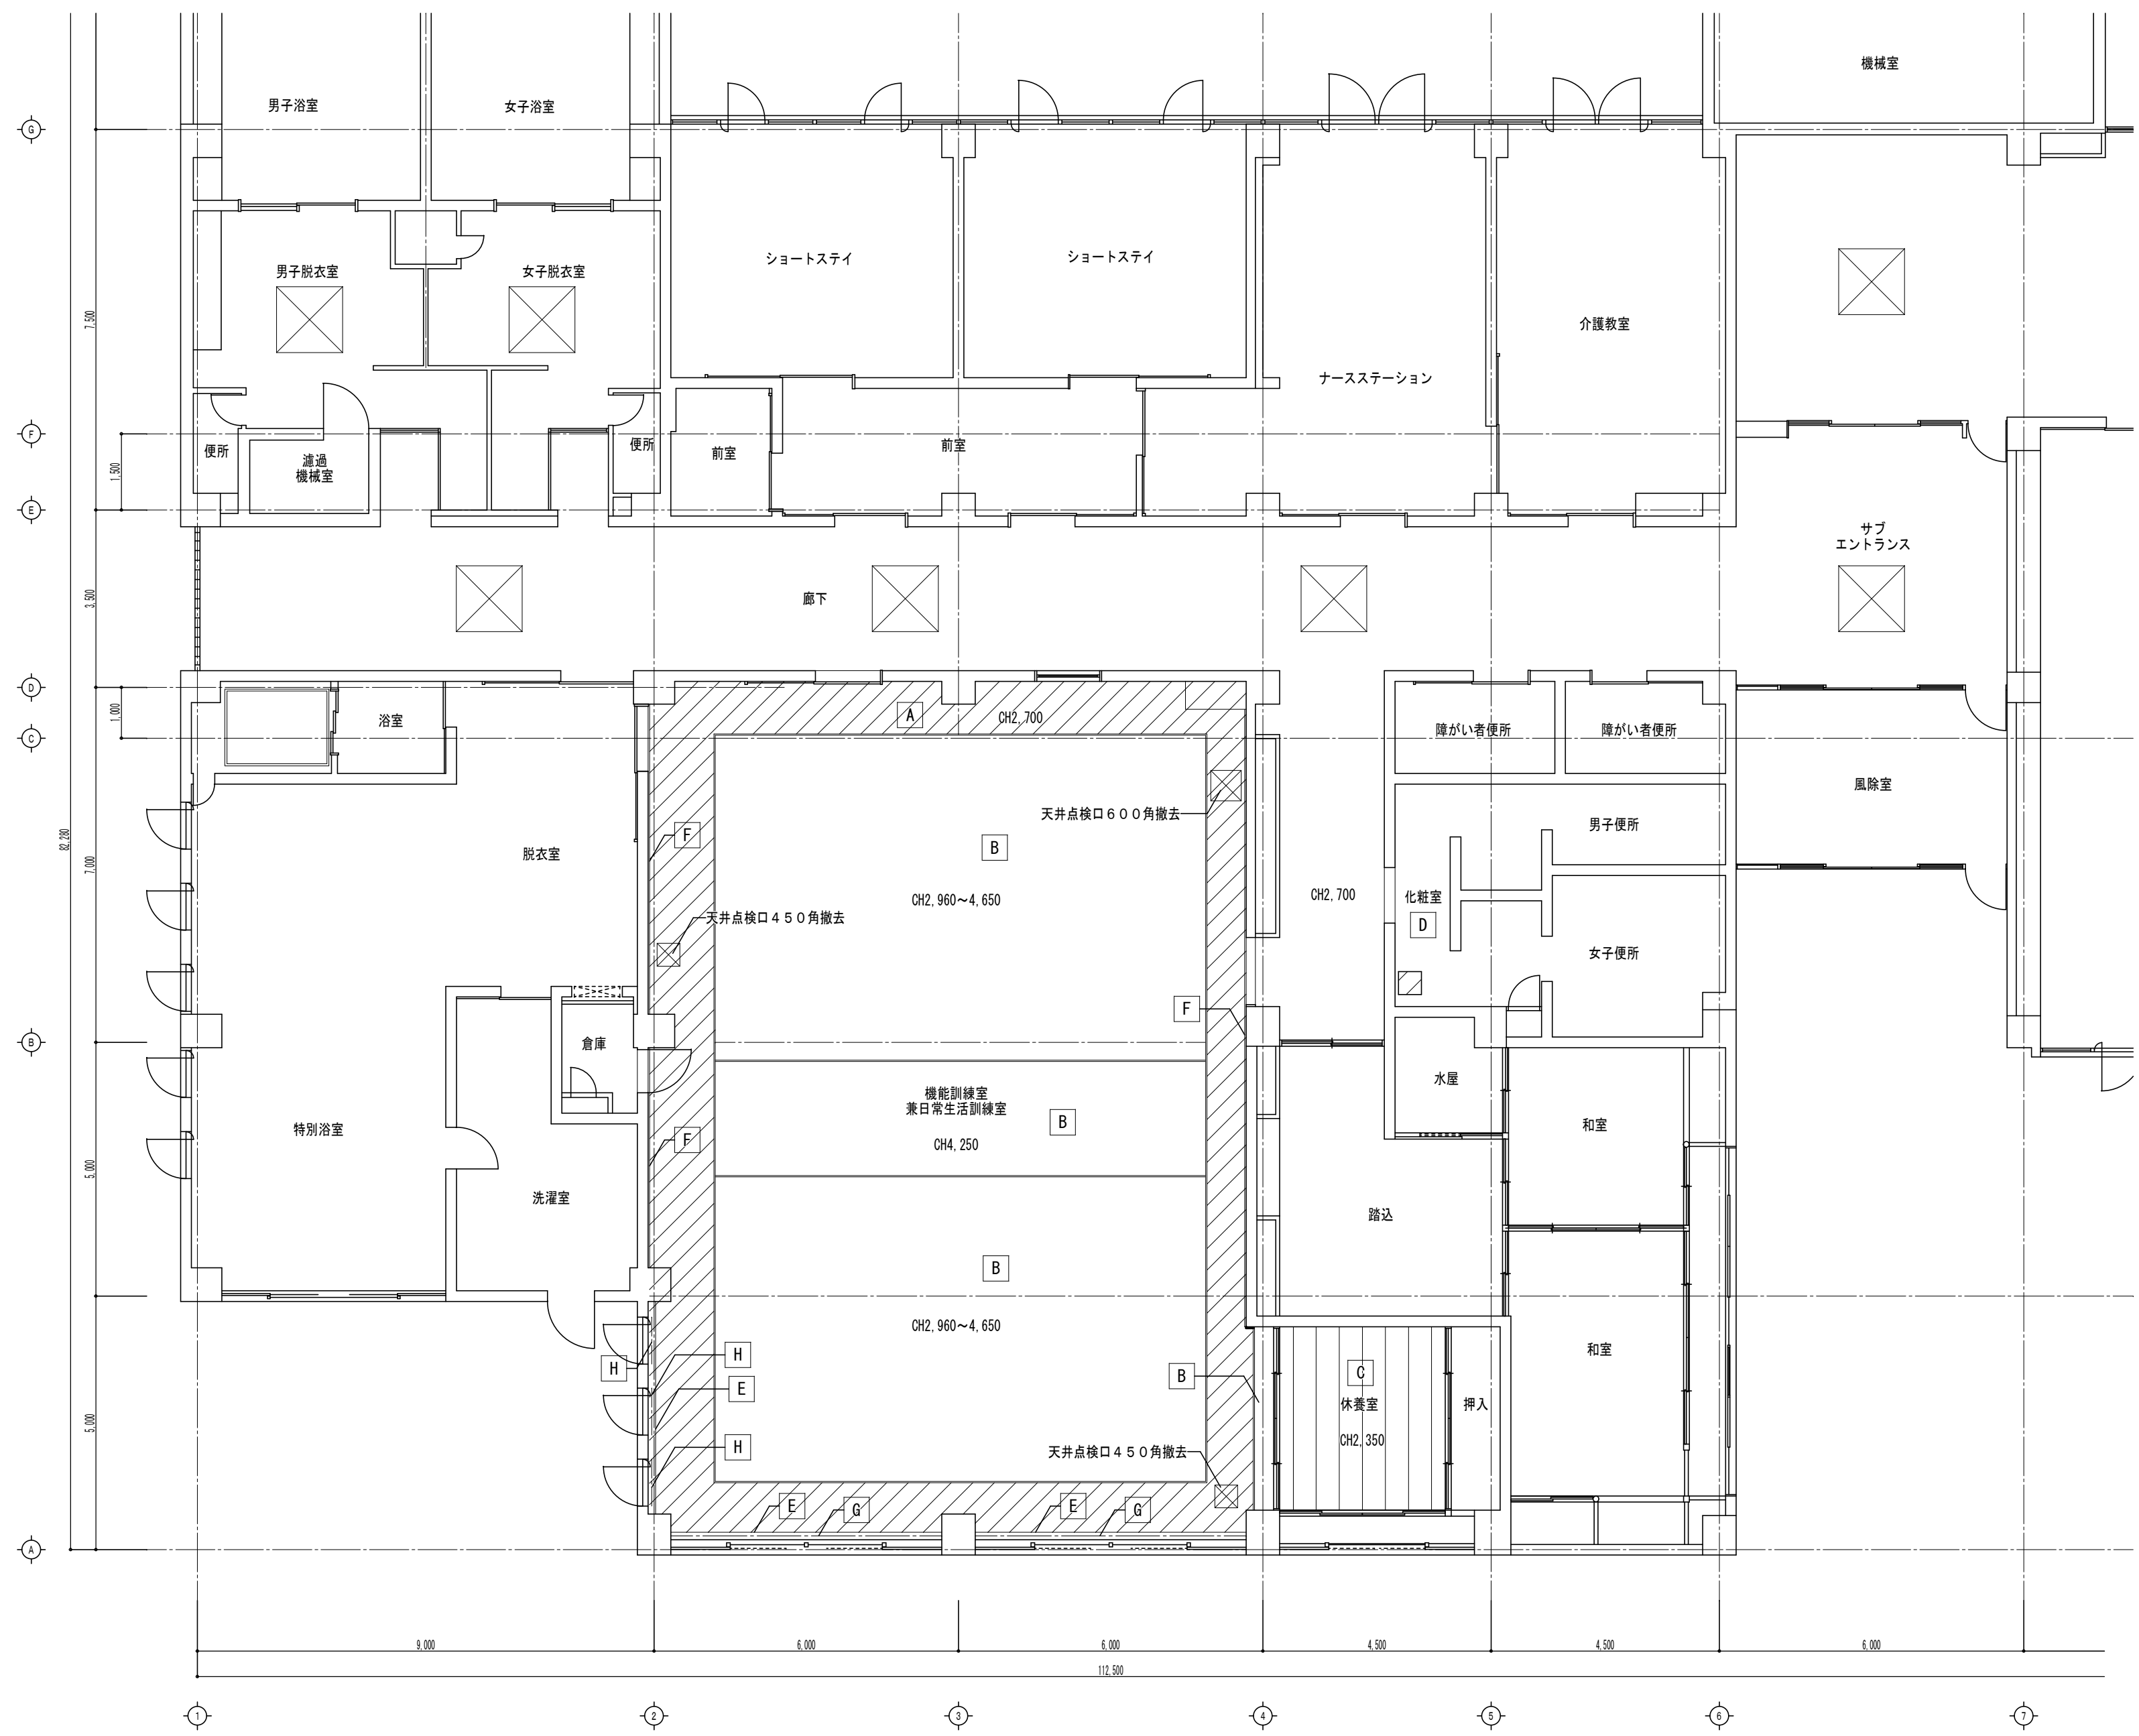 機械室
男子浴室
女子浴室
G
ショートステイ
ショートステイ
男子脱衣室
女子脱衣室
7,500
介護教室
ナースステーション
F
便所
濾過
機械室
便所
前室
前室
1,500
E
サブ
エントランス
3,500
廊下
D
1,000
浴室
A
CH2,700
障がい者便所
障がい者便所
C
風除室
天井点検口600角撤去
男子便所
82,280
7,000
脱衣室
F
B
CH2,960～4,650
CH2,700
化粧室
D
天井点検口450角撤去
女子便所
F
B
倉庫
水屋
機能訓練室
兼日常生活訓練室
B
CH4,250
特別浴室
F
和室
5,000
洗濯室
踏込
B
CH2,960～4,650
H
H
E
B
C
休養室
押入
和室
5,000
H
天井点検口450角撤去
CH2,350
E
G
E
G
A
9,000
6,000
6,000
4,500
4,500
6,000
112,500
1
2
3
4
5
6
7